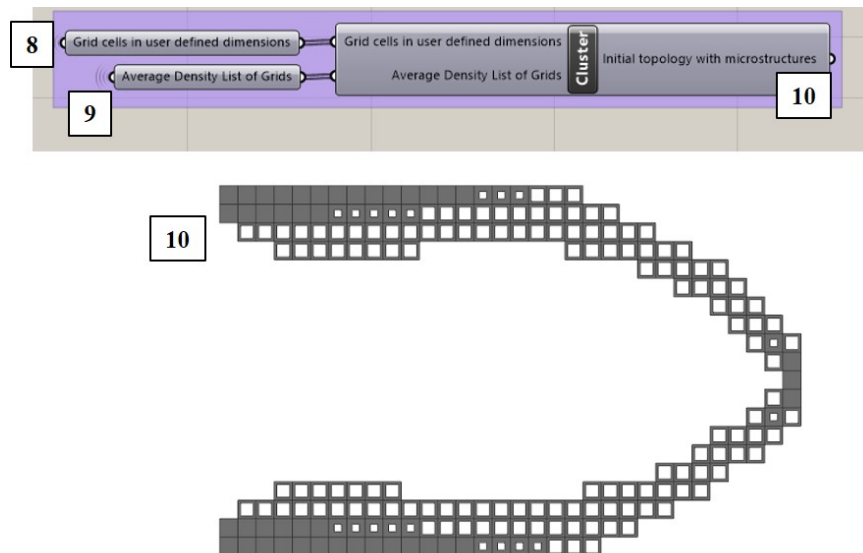 8
Grid cells in user defined dimensions
Grid cells in user defined dimensions
Cluster
Initial topology with microstructures
Average Density List of Grids
Average Density List of Grids
9
10
10